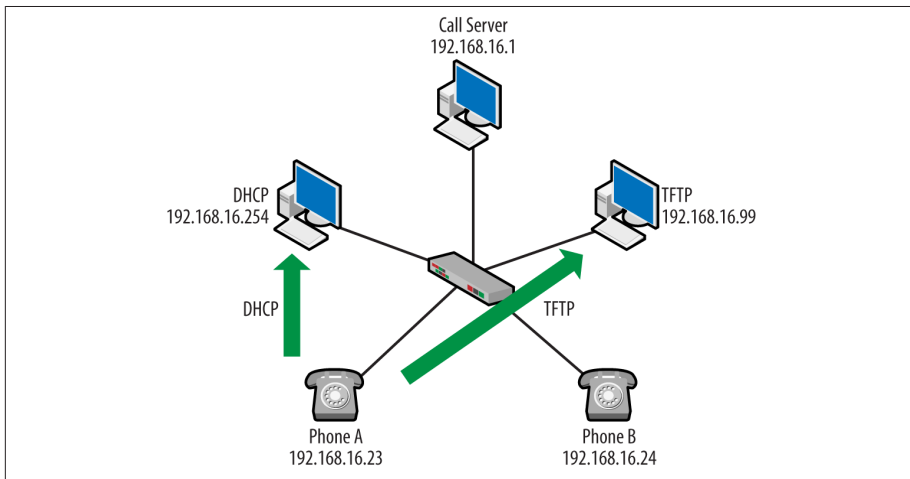 Call Server
192.168.16.1
DHCP
192.168.16.254
TFTP
192.168.16.99
DHCP
TFTP
Phone A
192.168.16.23
Phone B
192.168.16.24